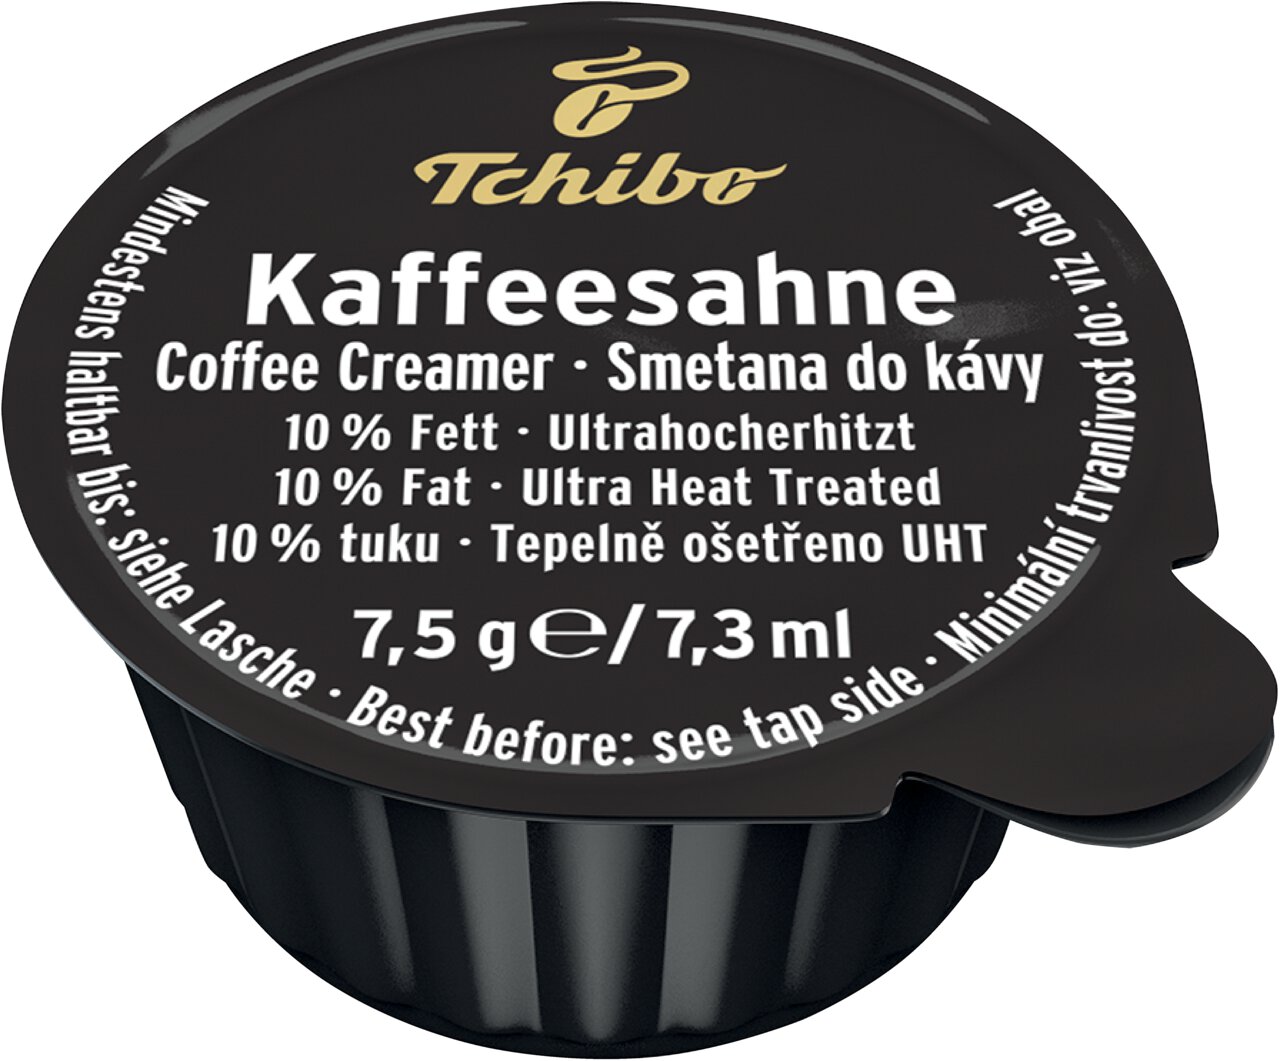 Tchibo
Kaffeesahne
Coffee Creamer · Smetana do kávy
10 % Fett · Ultrahocherhitzt
10 % Fat · Ultra Heat Treated
10 % tuku · Tepelně ošetřeno UHT
7,5 g ℮ / 7,3 ml
Mindestens haltbar bis: siehe Lasche · Best before: see tap side · Minimální trvanlivost do: viz obal